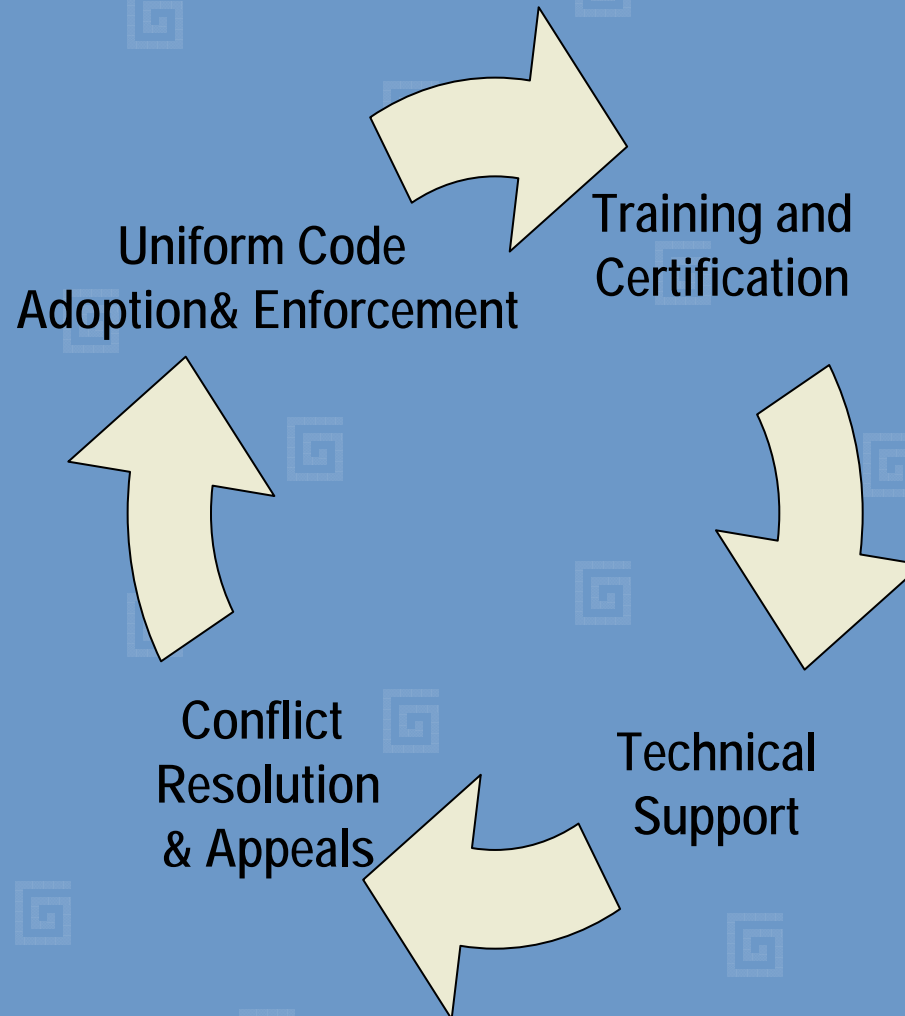 Uniform Code
Adoption& Enforcement
Training and
Certification
Technical
Support
Conflict
Resolution
& Appeals